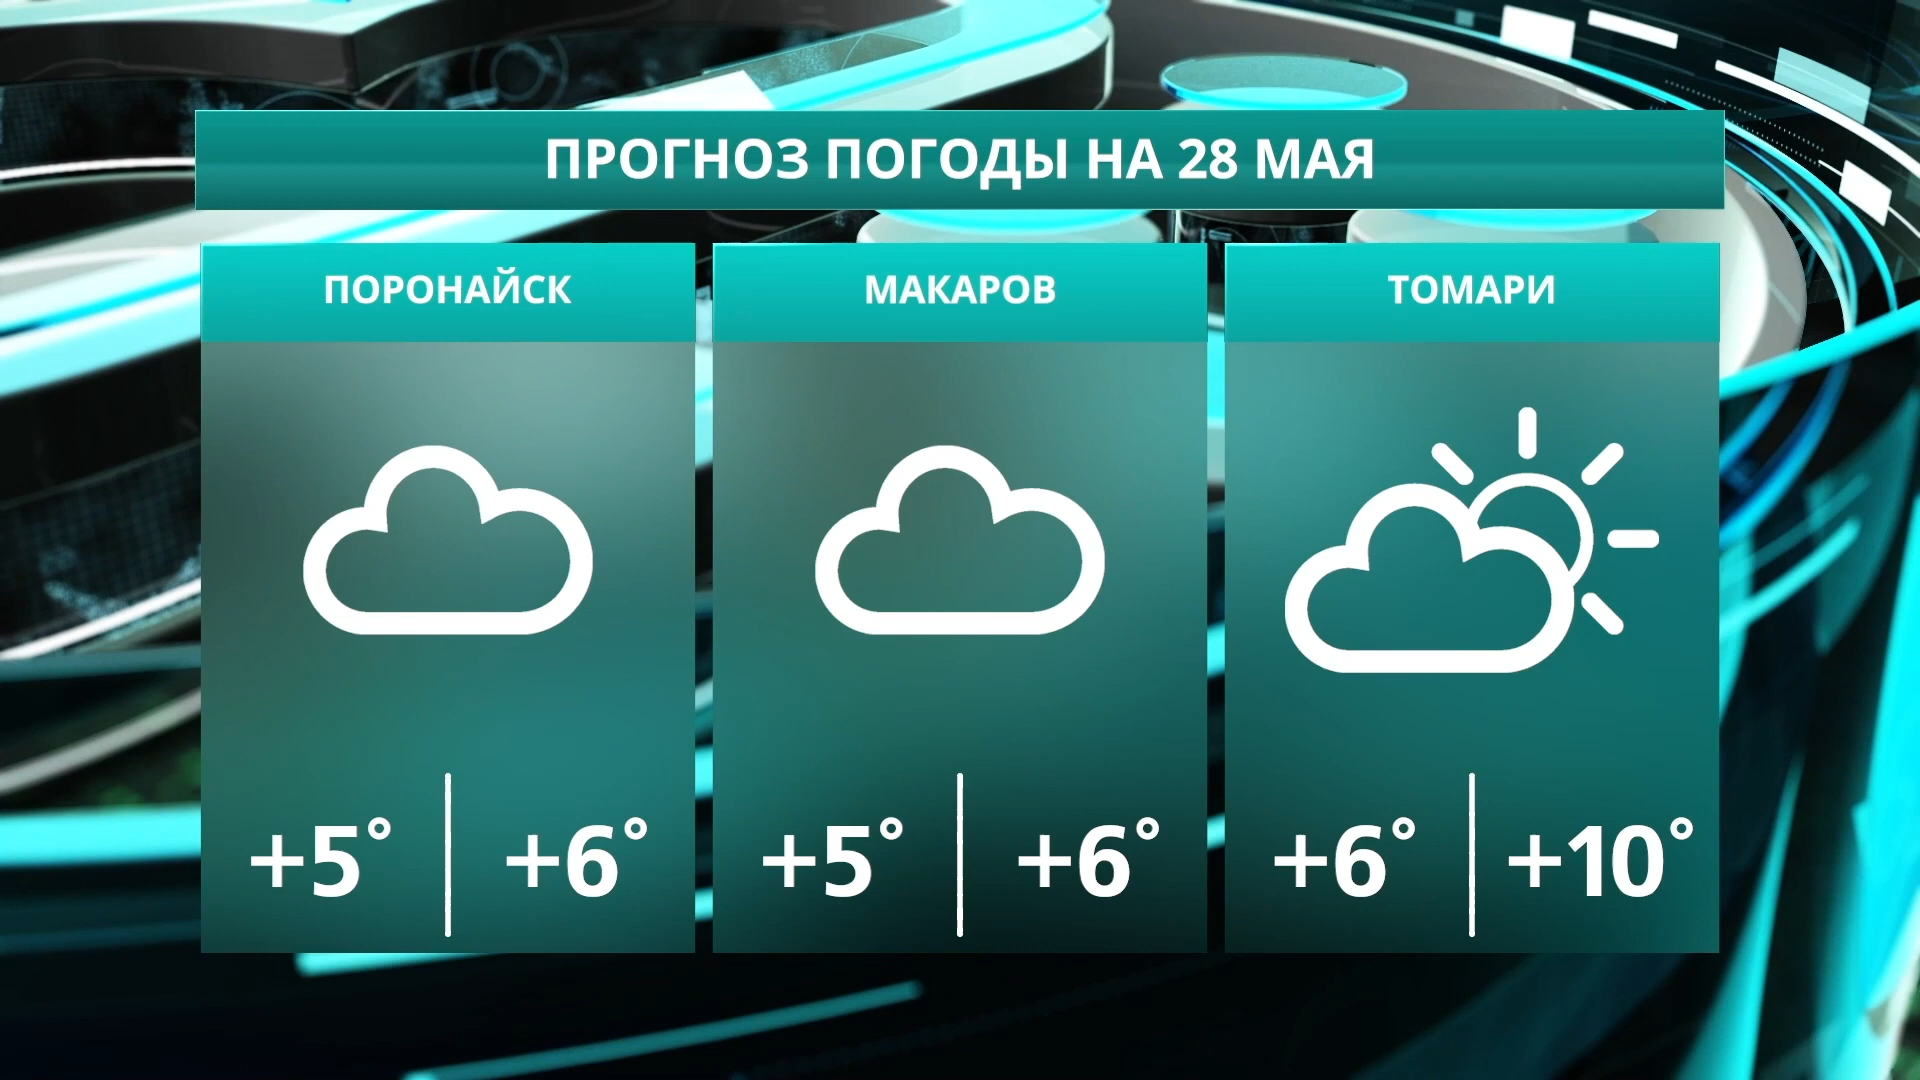 ПРОГНОЗ ПОГОДЫ НА 28 МАЯ
ПОРОНАЙСК
МАКАРОВ
ТОМАРИ
+5° +6°
+5° +6°
+6° +10°